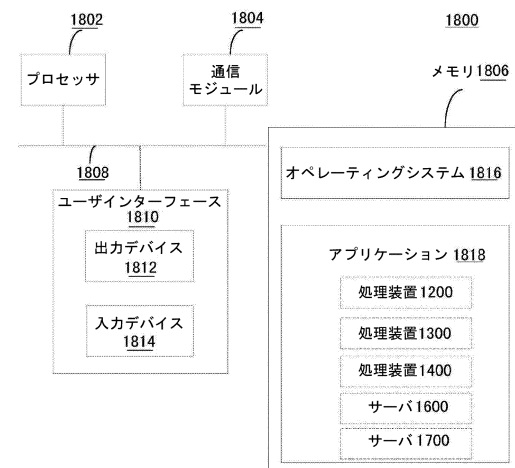 1802
1804
1800
プロセッサ
通信
モジュール
メモリ1806
1808
オペレーティングシステム 1816
ユーザインターフェース
1810
出力デバイス
1812
入力デバイス
1814
アプリケーション 1818
処理装置1200
処理装置1300
処理装置1400
サーバ1600
サーバ1700